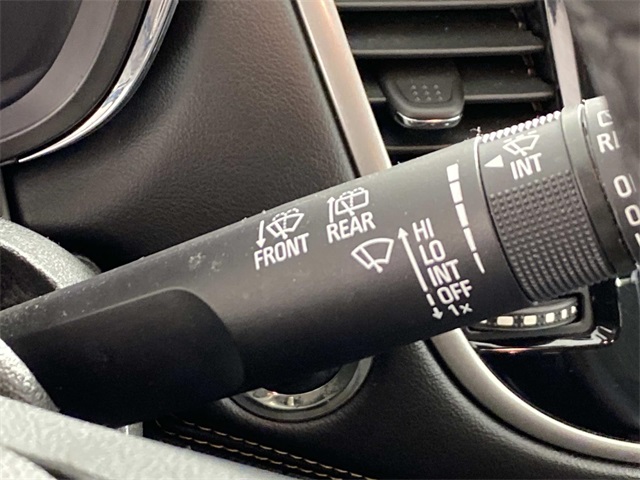 FRONT
REAR
HI
LO
INT
OFF
1x
INT